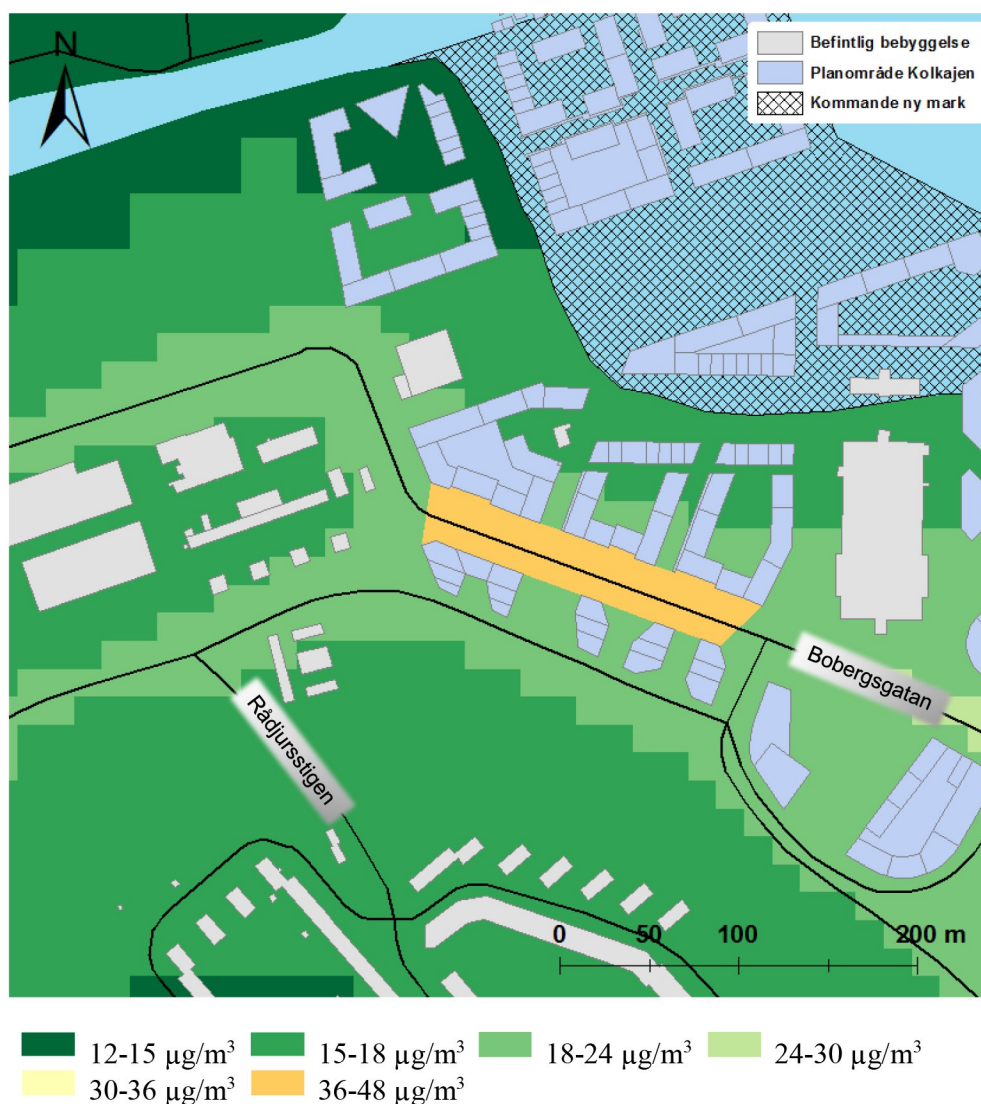 N
Befintlig bebyggelse
Planområde Kolkajen
Kommande ny mark
Bobergsgatan
Rådjursstigen
0 50 100 200 m
12-15 µg/m³ 15-18 µg/m³ 18-24 µg/m³ 24-30 µg/m³
30-36 µg/m³ 36-48 µg/m³